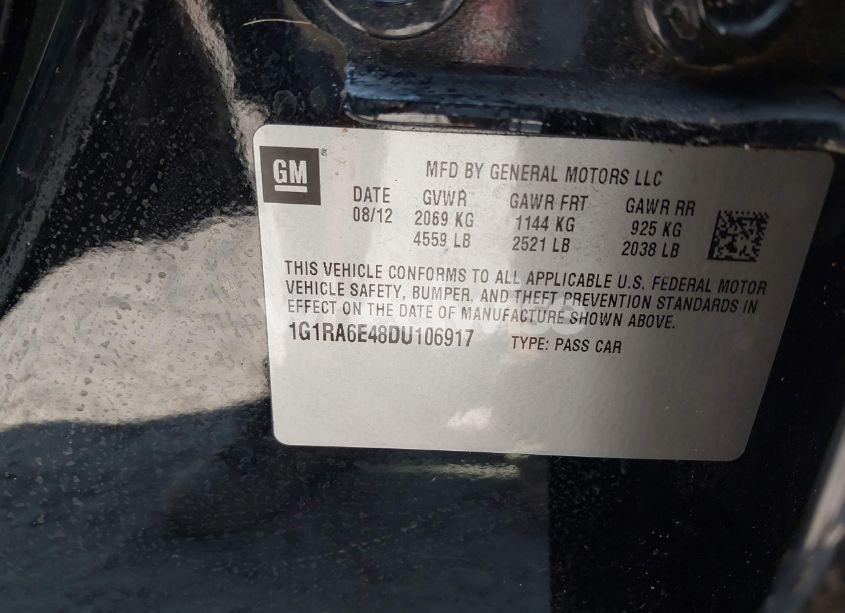 GM ®
MFD BY GENERAL MOTORS LLC
DATE GVWR GAWR FRT GAWR RR
08/12 2069 KG 1144 KG 925 KG
4559 LB 2521 LB 2038 LB
THIS VEHICLE CONFORMS TO ALL APPLICABLE U.S. FEDERAL MOTOR
VEHICLE SAFETY, BUMPER, AND THEFT PREVENTION STANDARDS IN
EFFECT ON THE DATE OF MANUFACTURE SHOWN ABOVE.
1G1RA6E48DU106917 TYPE: PASS CAR